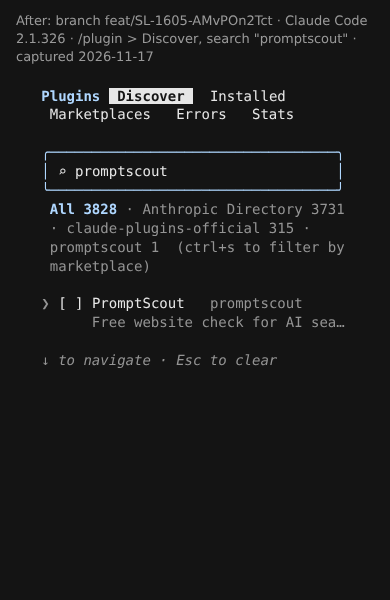 After: branch feat/SL-1605-AMvPOn2Tct · Claude Code
2.1.326 · /plugin > Discover, search "promptscout" ·
captured 2026-11-17
Plugins Discover Installed
Marketplaces Errors Stats
⌕ promptscout
All 3828 · Anthropic Directory 3731
· claude-plugins-official 315 ·
promptscout 1 (ctrl+s to filter by
marketplace)
❯ [ ] PromptScout promptscout
Free website check for AI sea…
↓ to navigate · Esc to clear